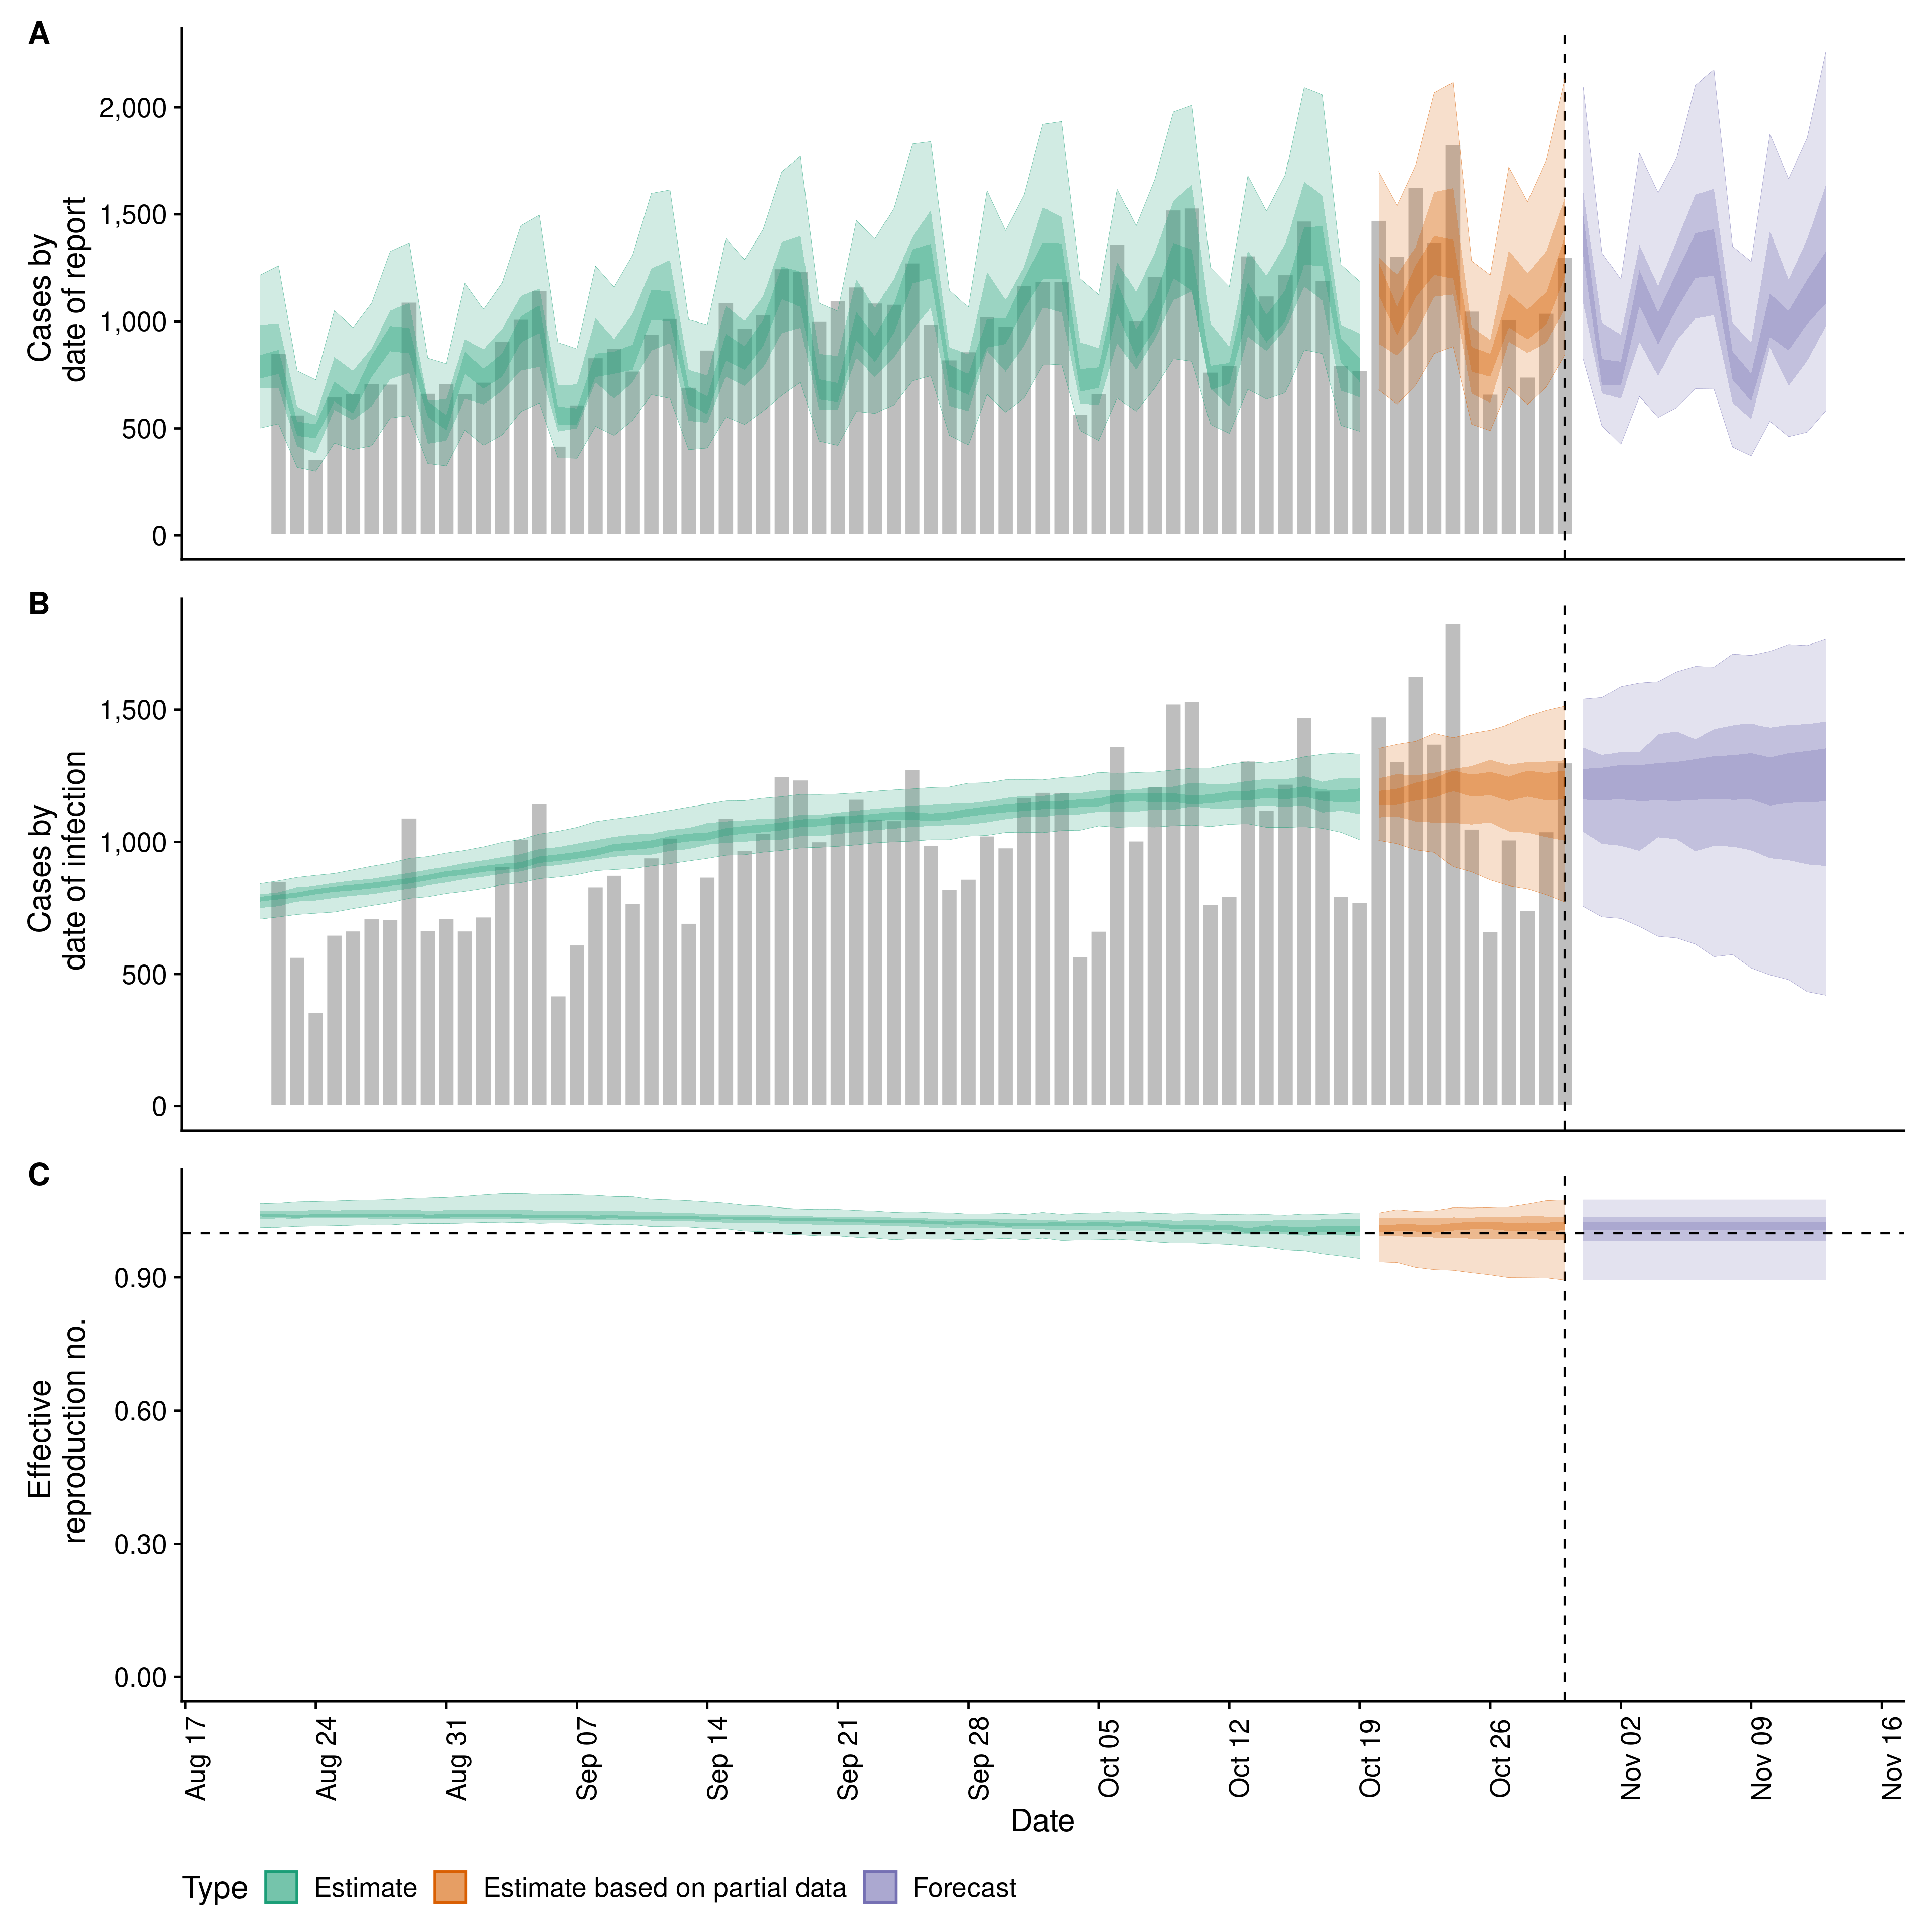 A
Cases by
date of report
2,000
1,500
1,000
500
0
B
Cases by
date of infection
1,500
1,000
500
0
C
Effective
reproduction no.
0.90
0.60
0.30
0.00
Aug 17
Aug 24
Aug 31
Sep 07
Sep 14
Sep 21
Sep 28
Oct 05
Oct 12
Oct 19
Oct 26
Nov 02
Nov 09
Nov 16
Date
Type Estimate Estimate based on partial data Forecast